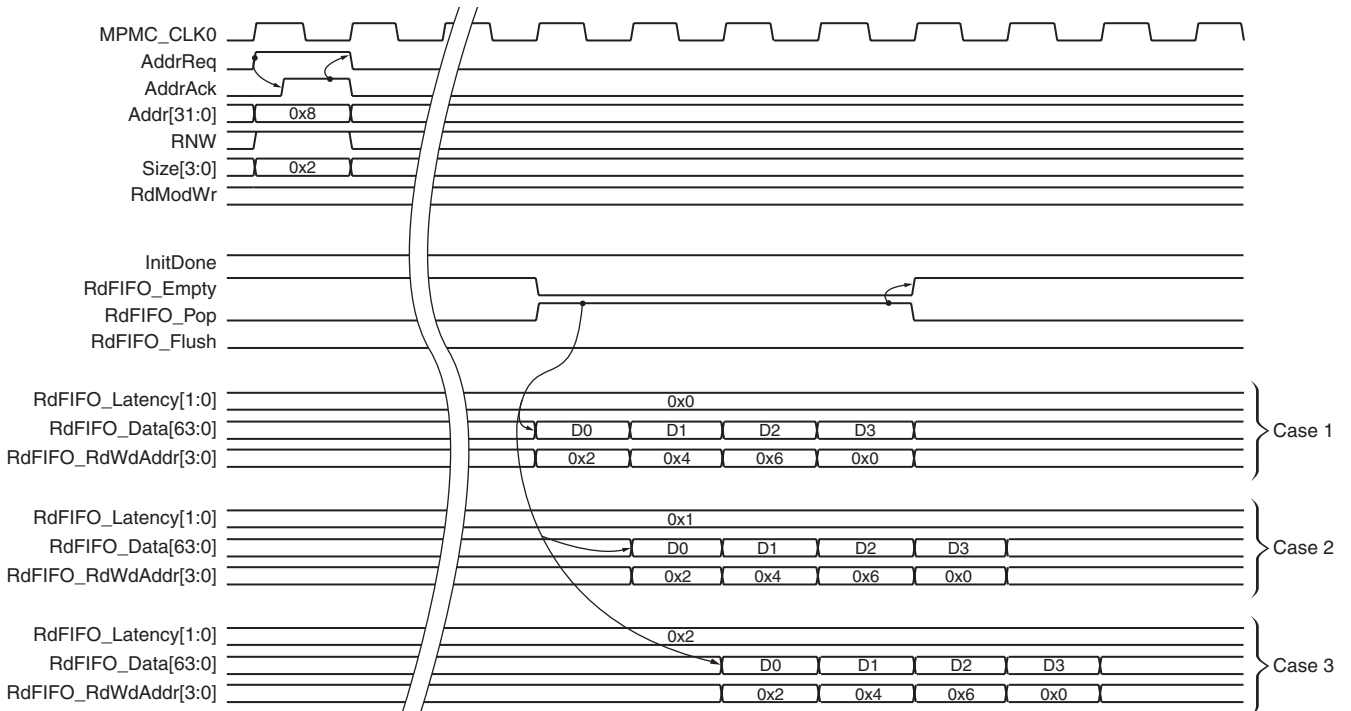 MPMC_CLK0
AddrReq
AddrAck
Addr[31:0] 0x8
RNW
Size[3:0] 0x2
RdModWr
InitDone
RdFIFO_Empty
RdFIFO_Pop
RdFIFO_Flush
RdFIFO_Latency[1:0] 0x0
RdFIFO_Data[63:0] D0 D1 D2 D3 Case 1
RdFIFO_RdWdAddr[3:0] 0x2 0x4 0x6 0x0
RdFIFO_Latency[1:0] 0x1
RdFIFO_Data[63:0] D0 D1 D2 D3 Case 2
RdFIFO_RdWdAddr[3:0] 0x2 0x4 0x6 0x0
RdFIFO_Latency[1:0] 0x2
RdFIFO_Data[63:0] D0 D1 D2 D3 Case 3
RdFIFO_RdWdAddr[3:0] 0x2 0x4 0x6 0x0